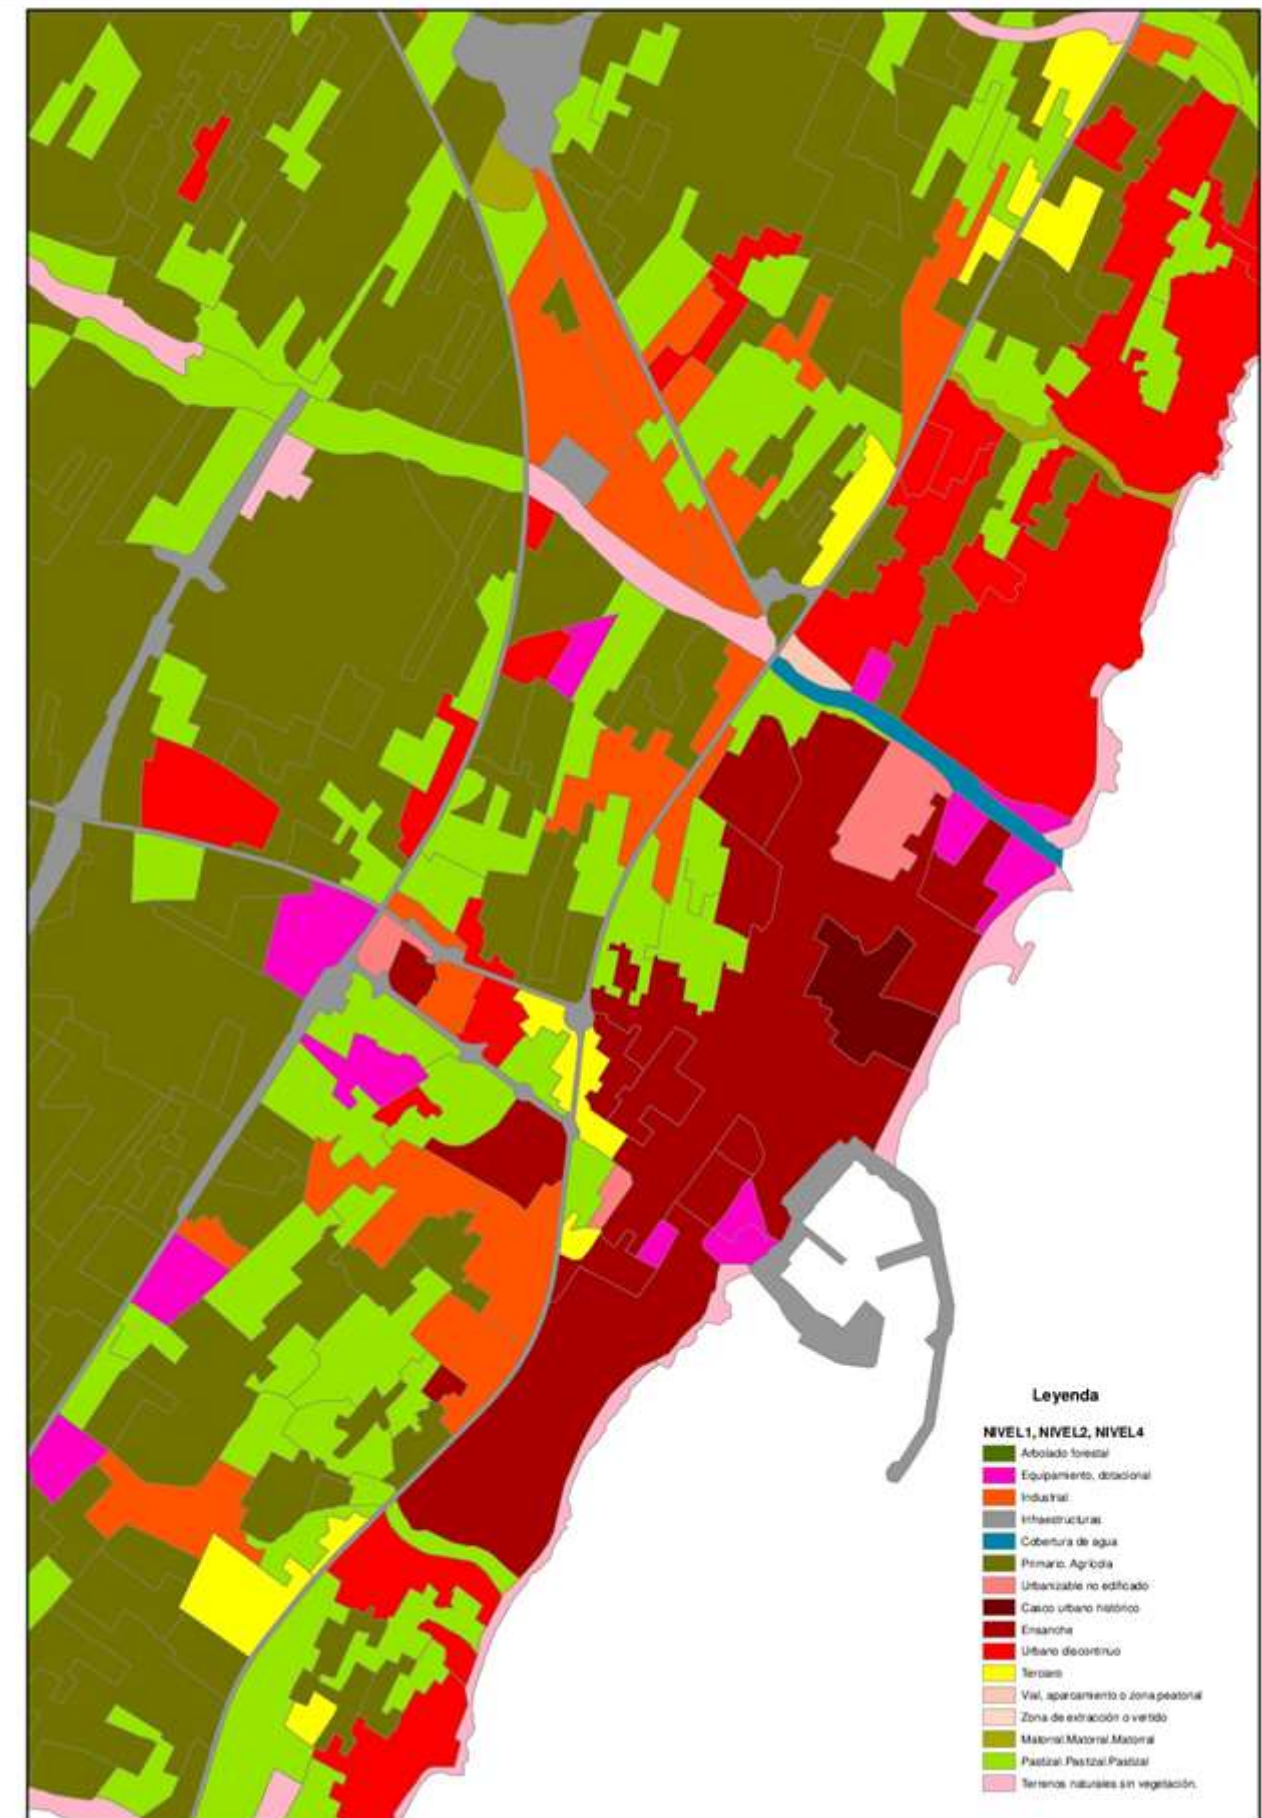 Leyenda
NIVEL1, NIVEL2, NIVEL4
Arbolado forestal
Equipamiento, dotacional
Industrial
Infraestructuras
Cobertura de agua
Primario. Agrícola
Urbanizable no edificado
Casco urbano histórico
Ensanche
Urbano discontinuo
Terciario
Vial, aparcamiento o zona peatonal
Zona de extracción o vertido
Matorral.Matorral.Matorral
Pastizal.Pastizal.Pastizal
Terrenos naturales sin vegetación.